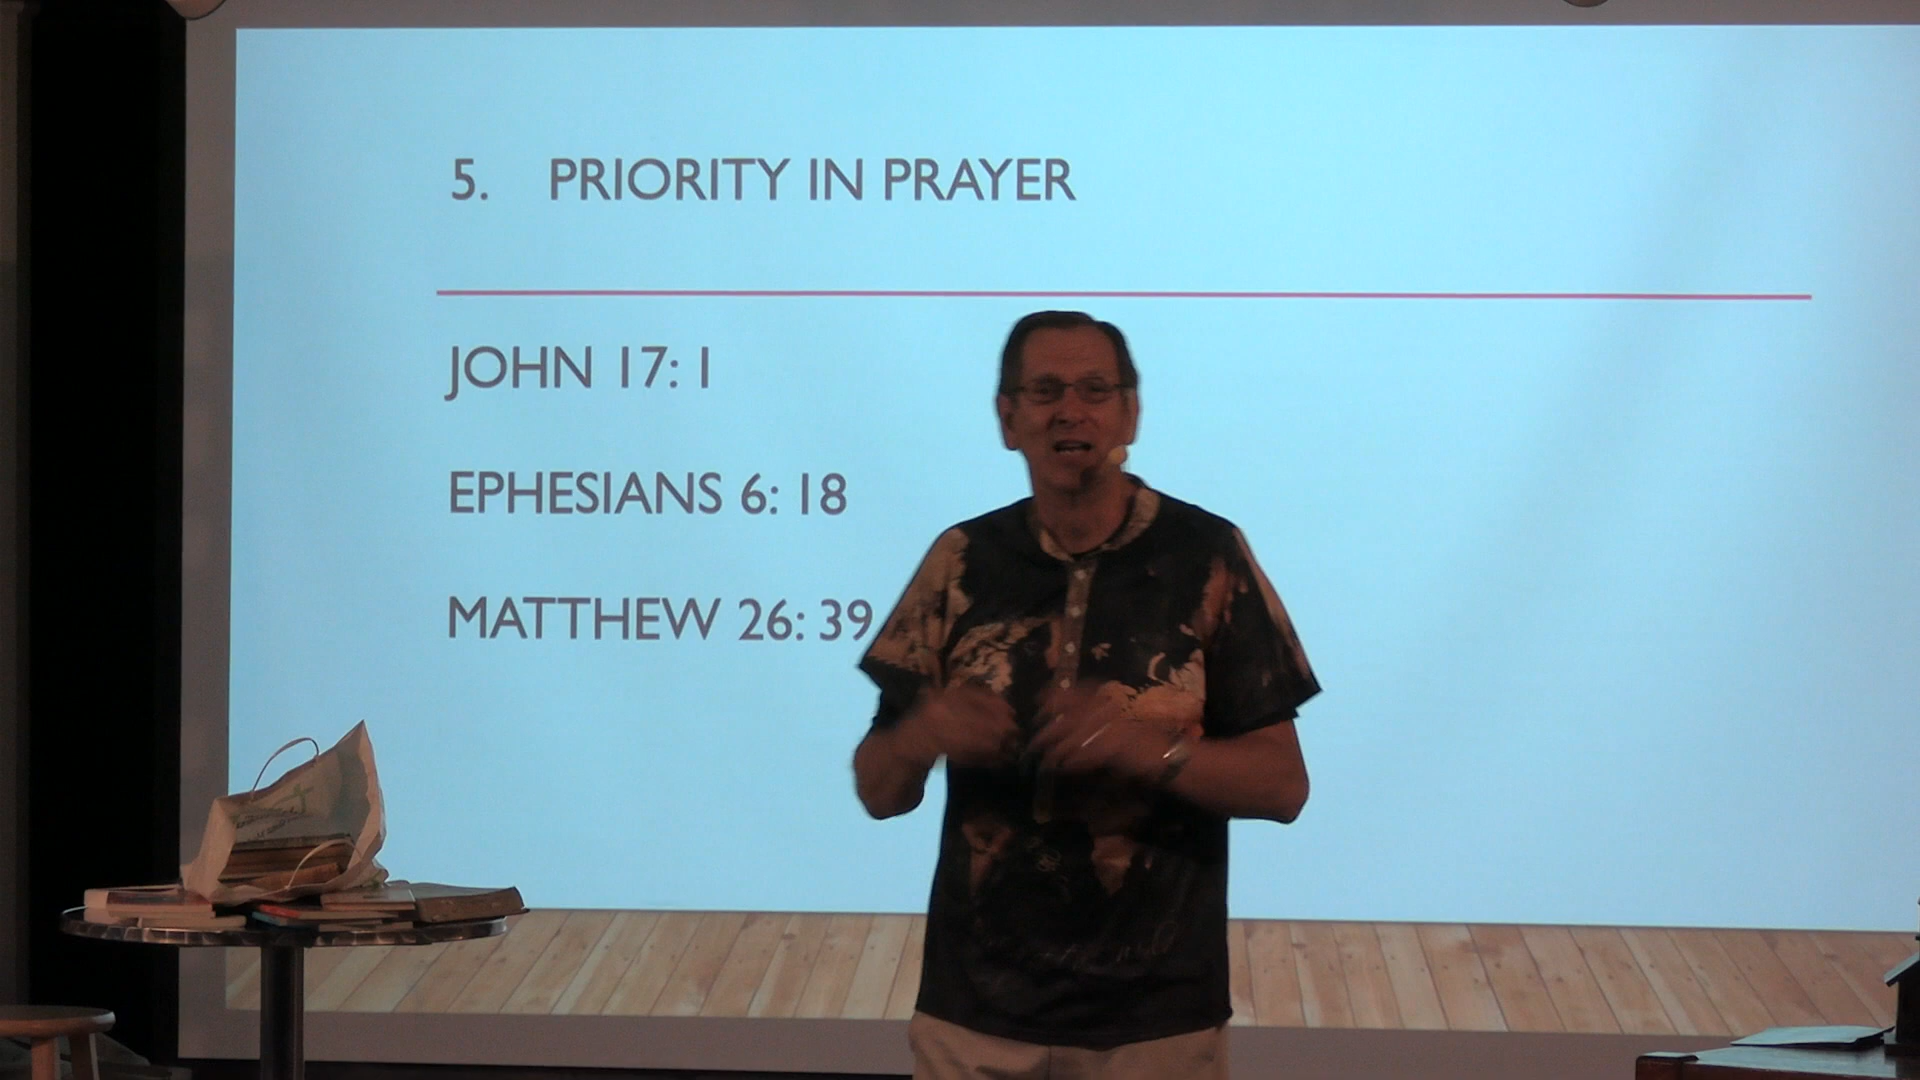 5. PRIORITY IN PRAYER
JOHN 17: 1
EPHESIANS 6: 18
MATTHEW 26: 39